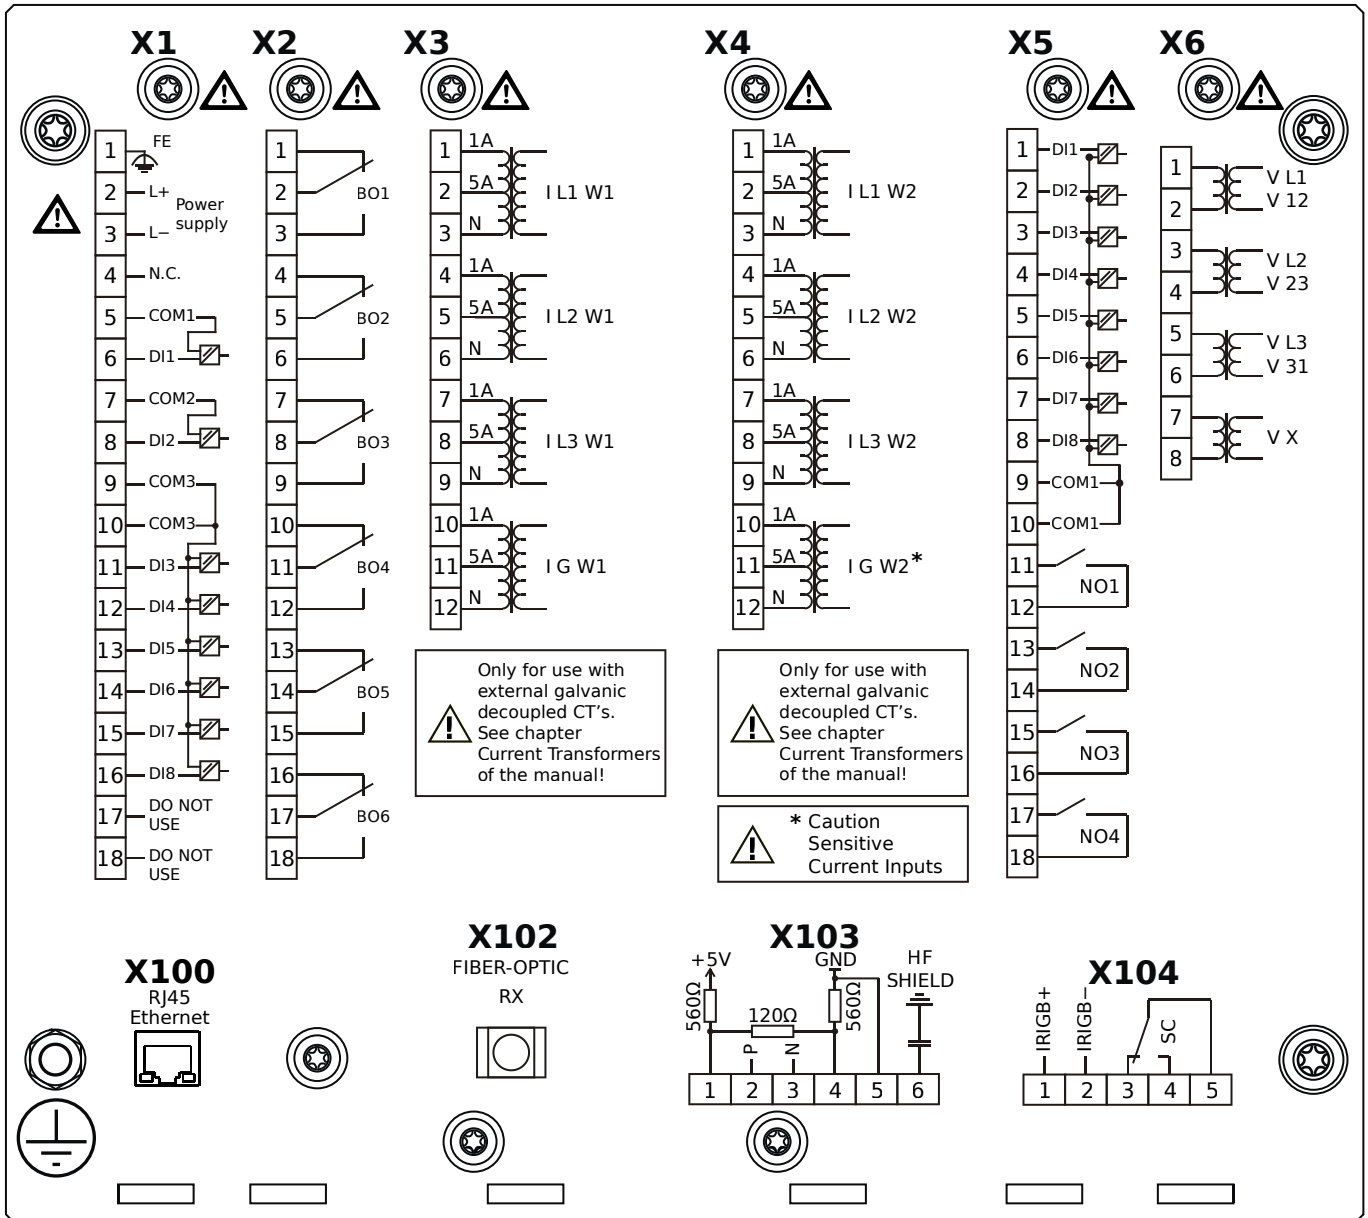 X1
X2
X3
X4
X5
X6
1 FE
2 L+
Power
supply
3 L−
4 N.C.
5 COM1
6 DI1
7 COM2
8 DI2
9 COM3
10 COM3
11 DI3
12 DI4
13 DI5
14 DI6
15 DI7
16 DI8
17 DO NOT
USE
18 DO NOT
USE
1
2 BO1
3
4
5 BO2
6
7
8 BO3
9
10
11 BO4
12
13
14 BO5
15
16
17 BO6
18
1 1A
2 5A I L1 W1
3 N
4 1A
5 5A I L2 W1
6 N
7 1A
8 5A I L3 W1
9 N
10 1A
11 5A I G W1
12 N
Only for use with
external galvanic
decoupled CT's.
See chapter
Current Transformers
of the manual!
1 1A
2 5A I L1 W2
3 N
4 1A
5 5A I L2 W2
6 N
7 1A
8 5A I L3 W2
9 N
10 1A
11 5A I G W2*
12 N
Only for use with
external galvanic
decoupled CT's.
See chapter
Current Transformers
of the manual!
* Caution
Sensitive
Current Inputs
1 DI1
2 DI2
3 DI3
4 DI4
5 DI5
6 DI6
7 DI7
8 DI8
9 COM1
10 COM1
11
NO1
12
13
NO2
14
15
NO3
16
17
NO4
18
1 V L1
2 V 12
3 V L2
4 V 23
5 V L3
6 V 31
7
V X
8
X100
RJ45
Ethernet
X102
FIBER-OPTIC
RX
X103
+5V
GND
HF
SHIELD
560Ω
120Ω
560Ω
P
N
1 2 3 4 5 6
X104
IRIGB+
IRIGB−
SC
1 2 3 4 5